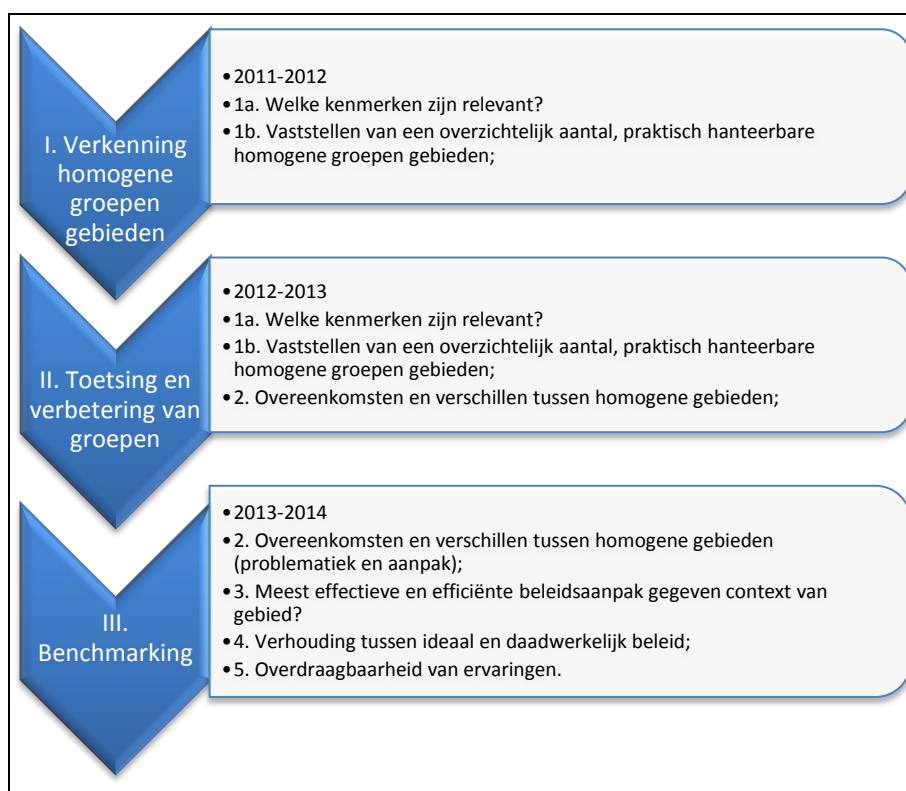 I. Verkenning
homogene
groepen
gebieden
•2011-2012
•1a. Welke kenmerken zijn relevant?
•1b. Vaststellen van een overzichtelijk aantal, praktisch hanteerbare
homogene groepen gebieden;
II. Toetsing en
verbetering van
groepen
•2012-2013
•1a. Welke kenmerken zijn relevant?
•1b. Vaststellen van een overzichtelijk aantal, praktisch hanteerbare
homogene groepen gebieden;
•2. Overeenkomsten en verschillen tussen homogene gebieden;
III.
Benchmarking
•2013-2014
•2. Overeenkomsten en verschillen tussen homogene gebieden
(problematiek en aanpak);
•3. Meest effectieve en efficiënte beleidsaanpak gegeven context van
gebied?
•4. Verhouding tussen ideaal en daadwerkelijk beleid;
•5. Overdraagbaarheid van ervaringen.